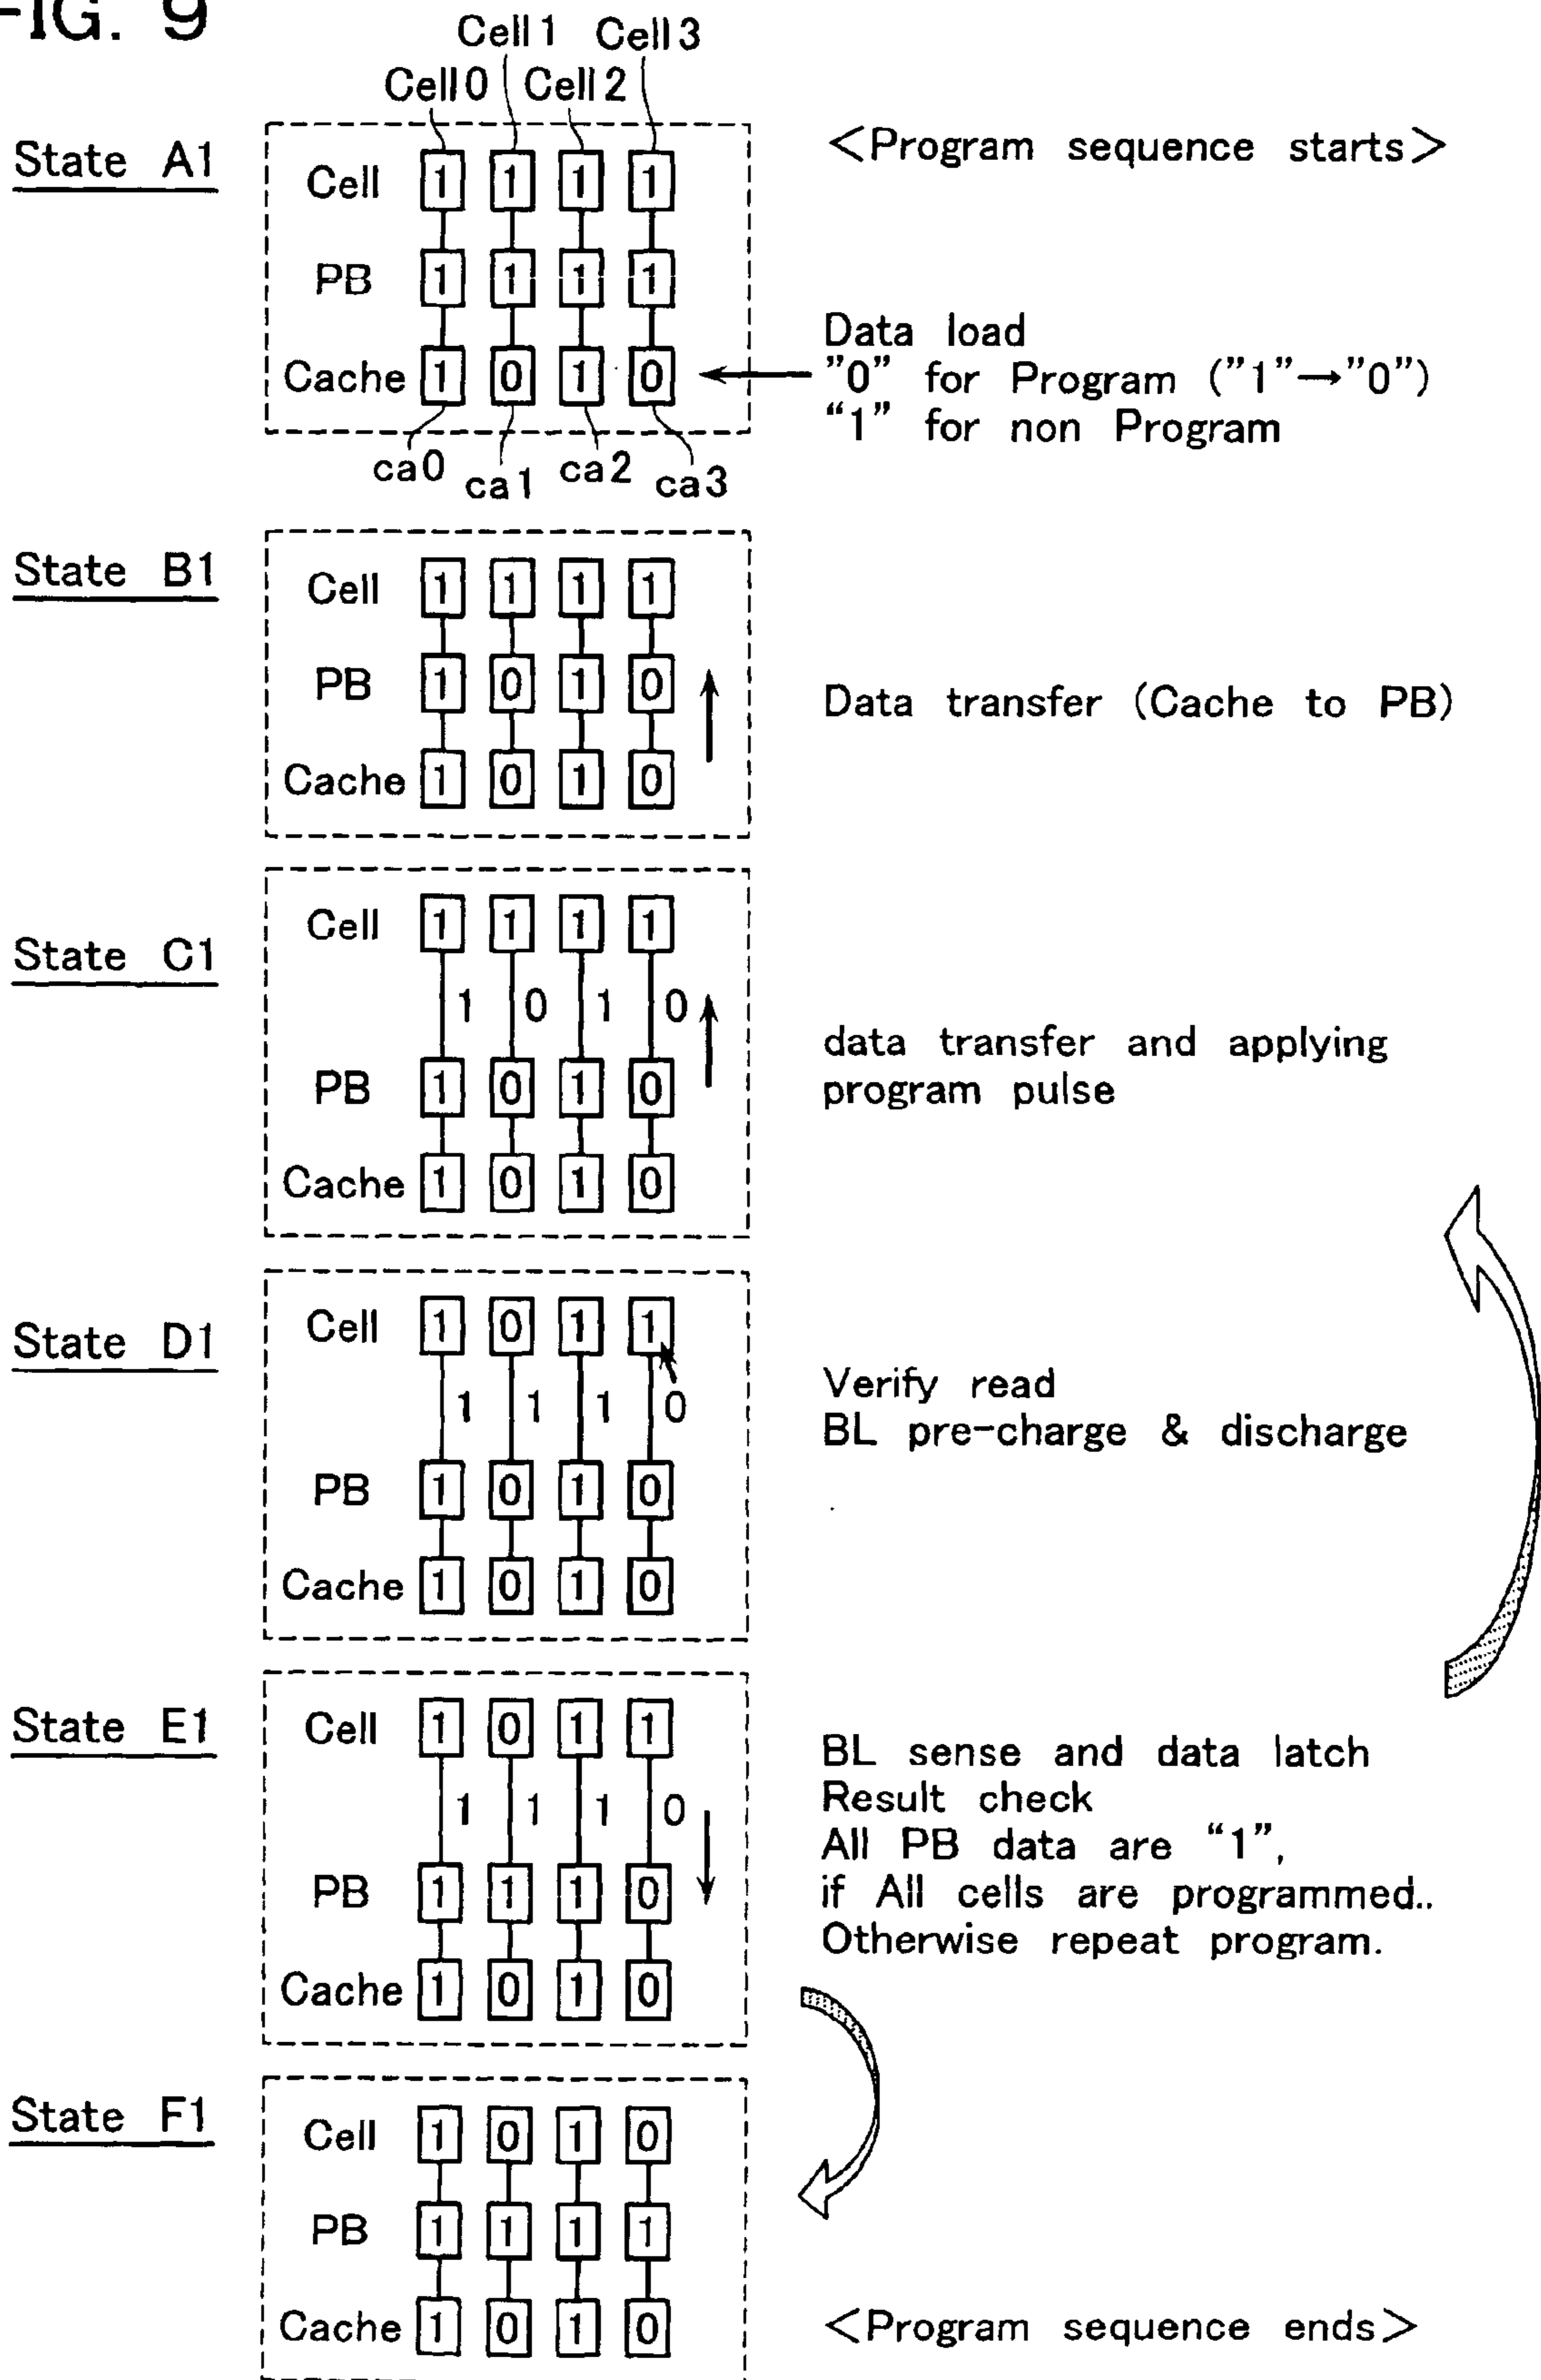 FIG. 9
Cell1 Cell3
Cell0 Cell2
State A1
<Program sequence starts>
Cell 1 1 1 1
PB 1 1 1 1
Cache 1 0 1 0
Data load
"0" for Program ("1"→"0")
“1” for non Program
ca0 ca1 ca2 ca3
State B1
Cell 1 1 1 1
PB 1 0 1 0
Cache 1 0 1 0
Data transfer (Cache to PB)
State C1
Cell 1 1 1 1
1 0 1 0
PB 1 0 1 0
Cache 1 0 1 0
data transfer and applying
program pulse
State D1
Cell 1 0 1 1
1 1 1 0
PB 1 0 1 0
Cache 1 0 1 0
Verify read
BL pre-charge & discharge
State E1
Cell 1 0 1 1
1 1 1 0
PB 1 1 1 0
Cache 1 0 1 0
BL sense and data latch
Result check
All PB data are “1”,
if All cells are programmed..
Otherwise repeat program.
State F1
Cell 1 0 1 0
PB 1 1 1 1
Cache 1 0 1 0
<Program sequence ends>